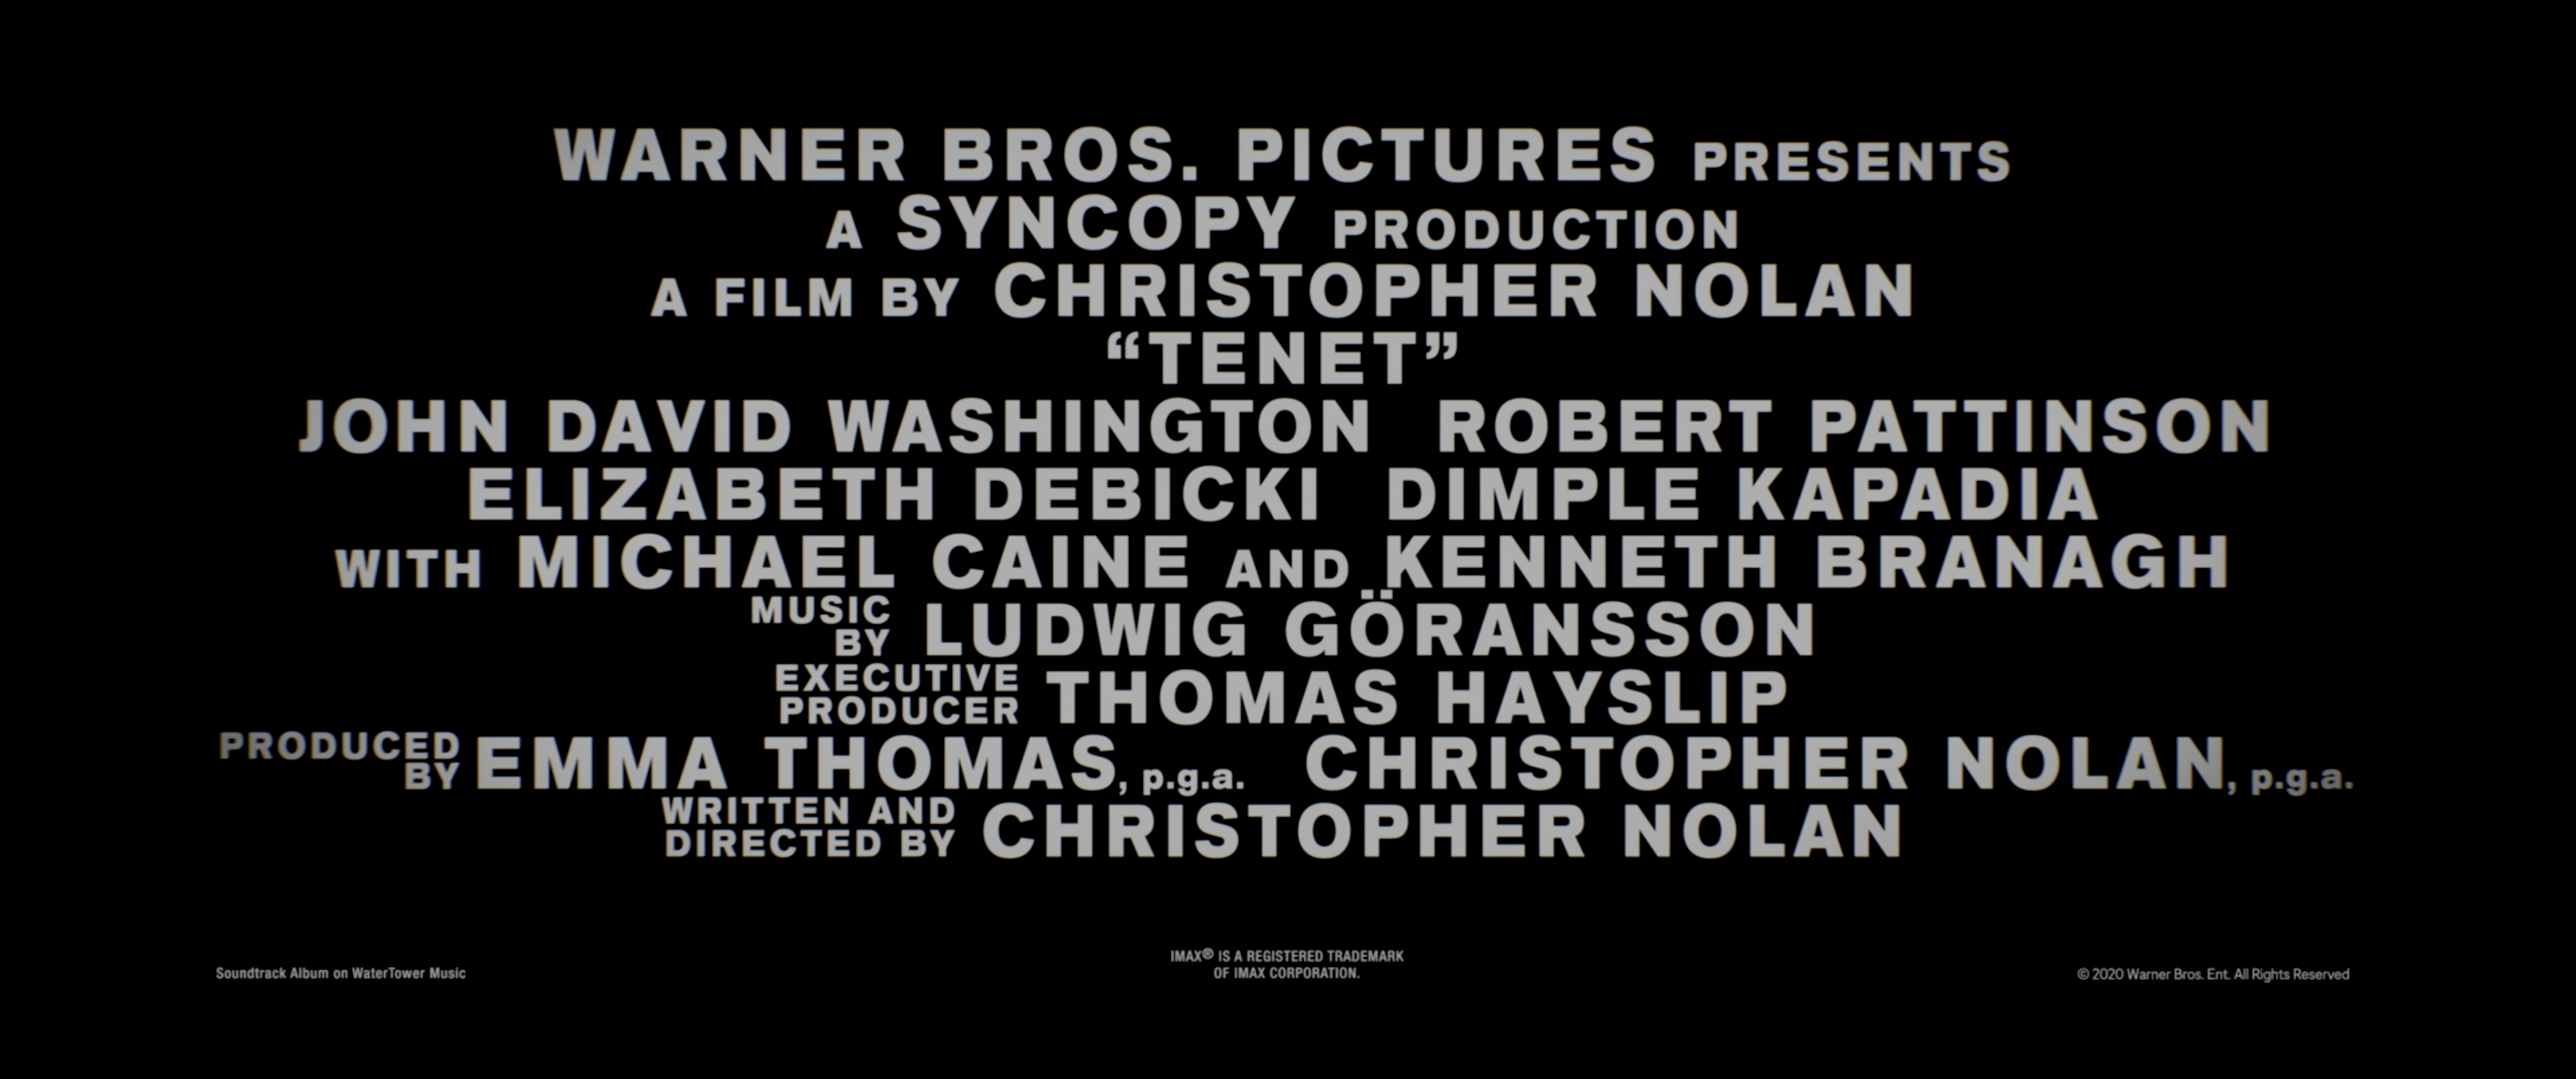 WARNER BROS. PICTURES PRESENTS
A SYNCOPY PRODUCTION
A FILM BY CHRISTOPHER NOLAN
“TENET”
JOHN DAVID WASHINGTON ROBERT PATTINSON
ELIZABETH DEBICKI DIMPLE KAPADIA
WITH MICHAEL CAINE AND KENNETH BRANAGH
MUSIC BY LUDWIG GÖRANSSON
EXECUTIVE PRODUCER THOMAS HAYSLIP
PRODUCED BY EMMA THOMAS, p.g.a. CHRISTOPHER NOLAN, p.g.a.
WRITTEN AND DIRECTED BY CHRISTOPHER NOLAN
Soundtrack Album on WaterTower Music
IMAX® IS A REGISTERED TRADEMARK
OF IMAX CORPORATION.
© 2020 Warner Bros. Ent. All Rights Reserved